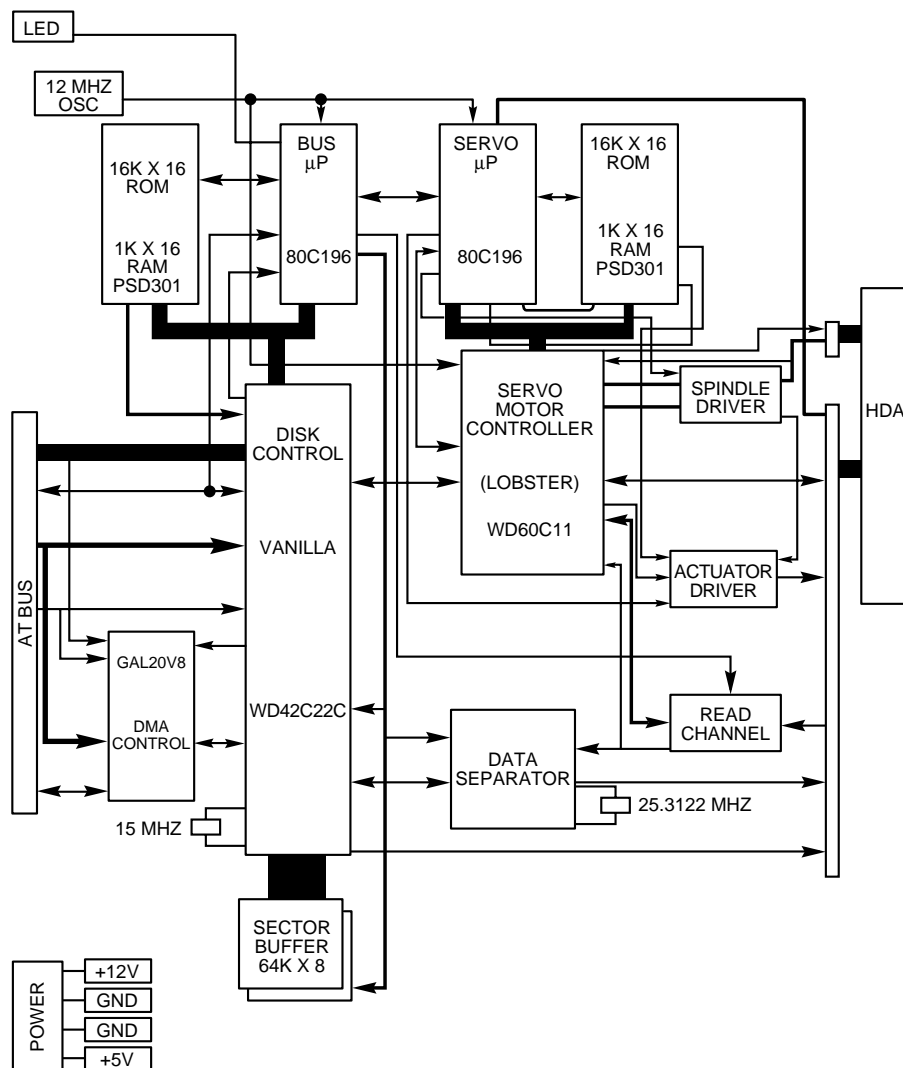 LED
12 MHZ
OSC
16K X 16
ROM
1K X 16
RAM
PSD301
BUS
µP
80C196
SERVO
µP
80C196
16K X 16
ROM
1K X 16
RAM
PSD301
DISK
CONTROL
VANILLA
WD42C22C
SERVO
MOTOR
CONTROLLER
(LOBSTER)
WD60C11
SPINDLE
DRIVER
HDA
ACTUATOR
DRIVER
AT BUS
GAL20V8
DMA
CONTROL
READ
CHANNEL
DATA
SEPARATOR
25.3122 MHZ
15 MHZ
SECTOR
BUFFER
64K X 8
POWER
+12V
GND
GND
+5V